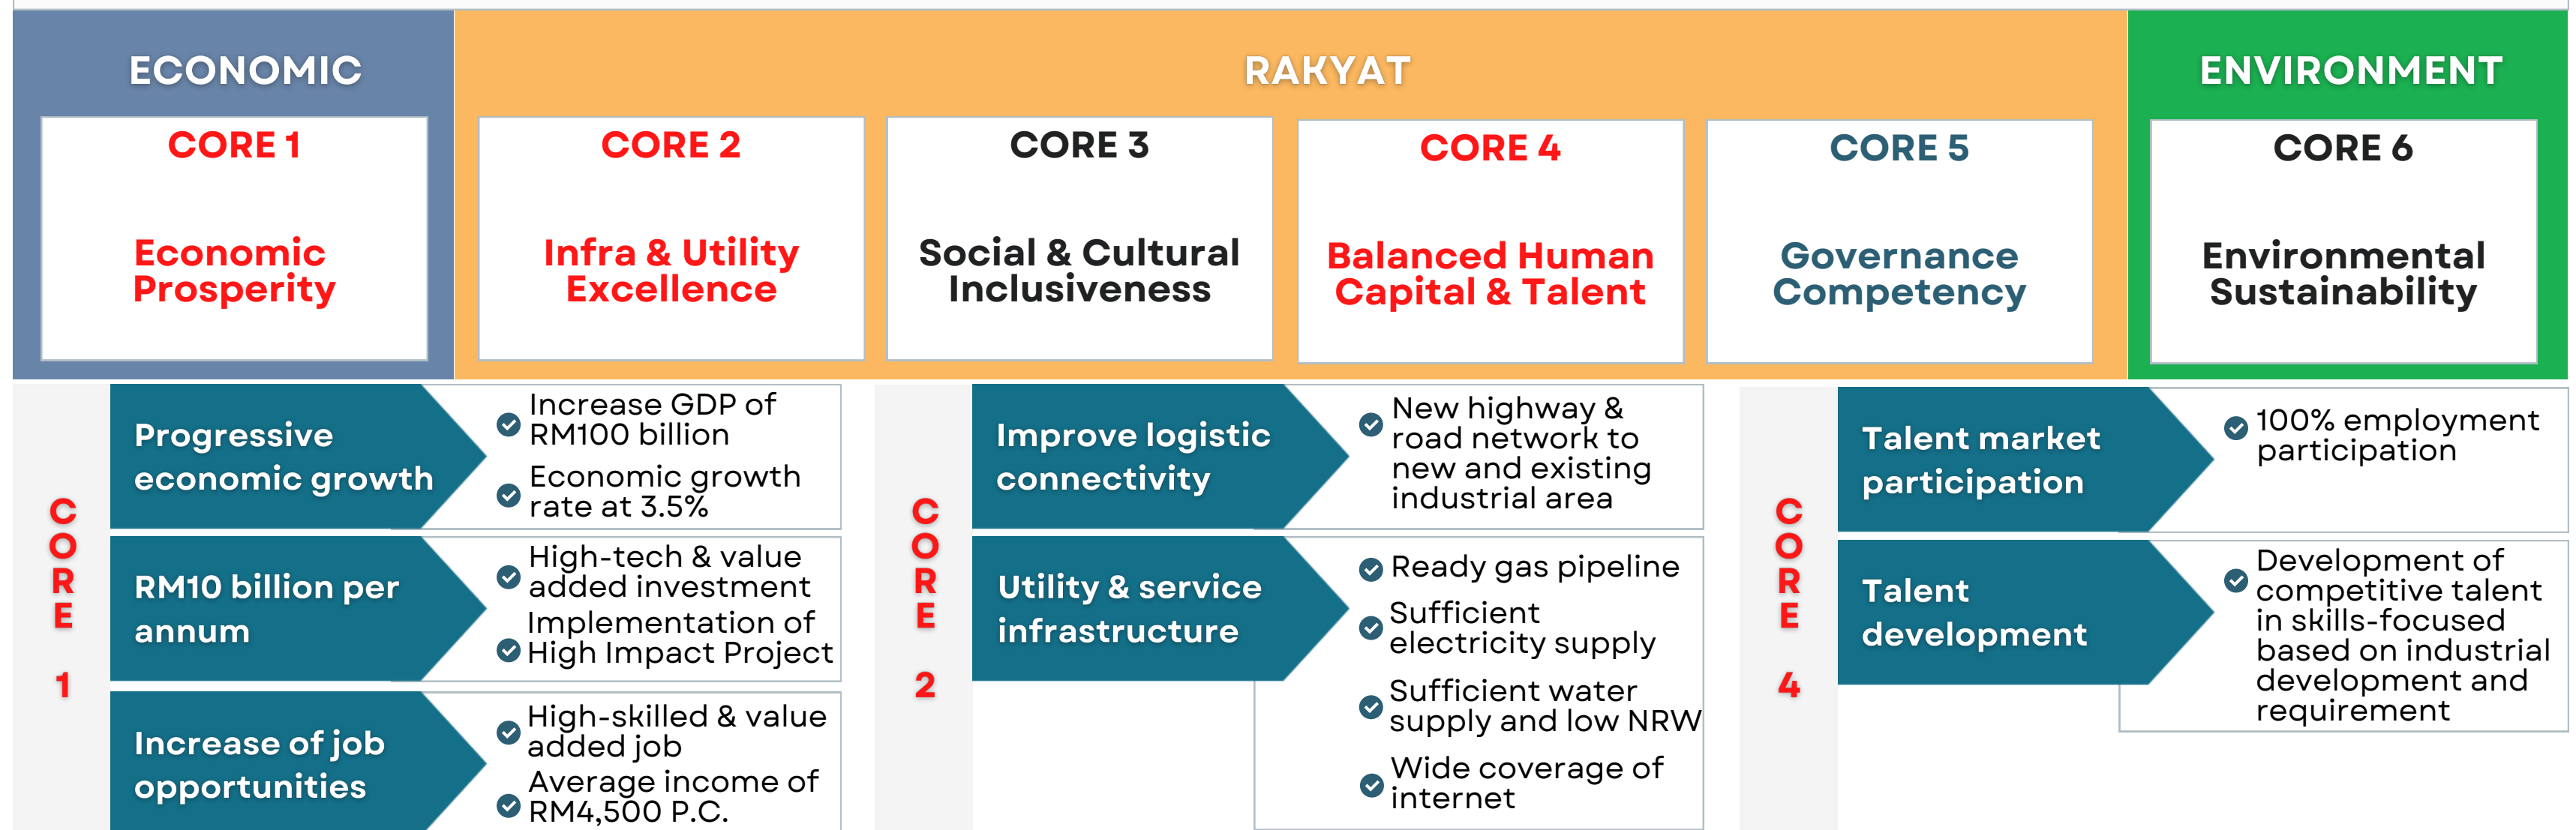 ECONOMIC
RAKYAT
ENVIRONMENT
CORE 1
Economic
Prosperity
CORE 2
Infra & Utility
Excellence
CORE 3
Social & Cultural
Inclusiveness
CORE 4
Balanced Human
Capital & Talent
CORE 5
Governance
Competency
CORE 6
Environmental
Sustainability
CORE 1
Progressive
economic growth
Increase GDP of
RM100 billion
Economic growth
rate at 3.5%
RM10 billion per
annum
High-tech & value
added investment
Implementation of
High Impact Project
Increase of job
opportunities
High-skilled & value
added job
Average income of
RM4,500 P.C.
CORE 2
Improve logistic
connectivity
New highway &
road network to
new and existing
industrial area
Utility & service
infrastructure
Ready gas pipeline
Sufficient
electricity supply
Sufficient water
supply and low NRW
Wide coverage of
internet
CORE 4
Talent market
participation
100% employment
participation
Talent
development
Development of
competitive talent
in skills-focused
based on industrial
development and
requirement